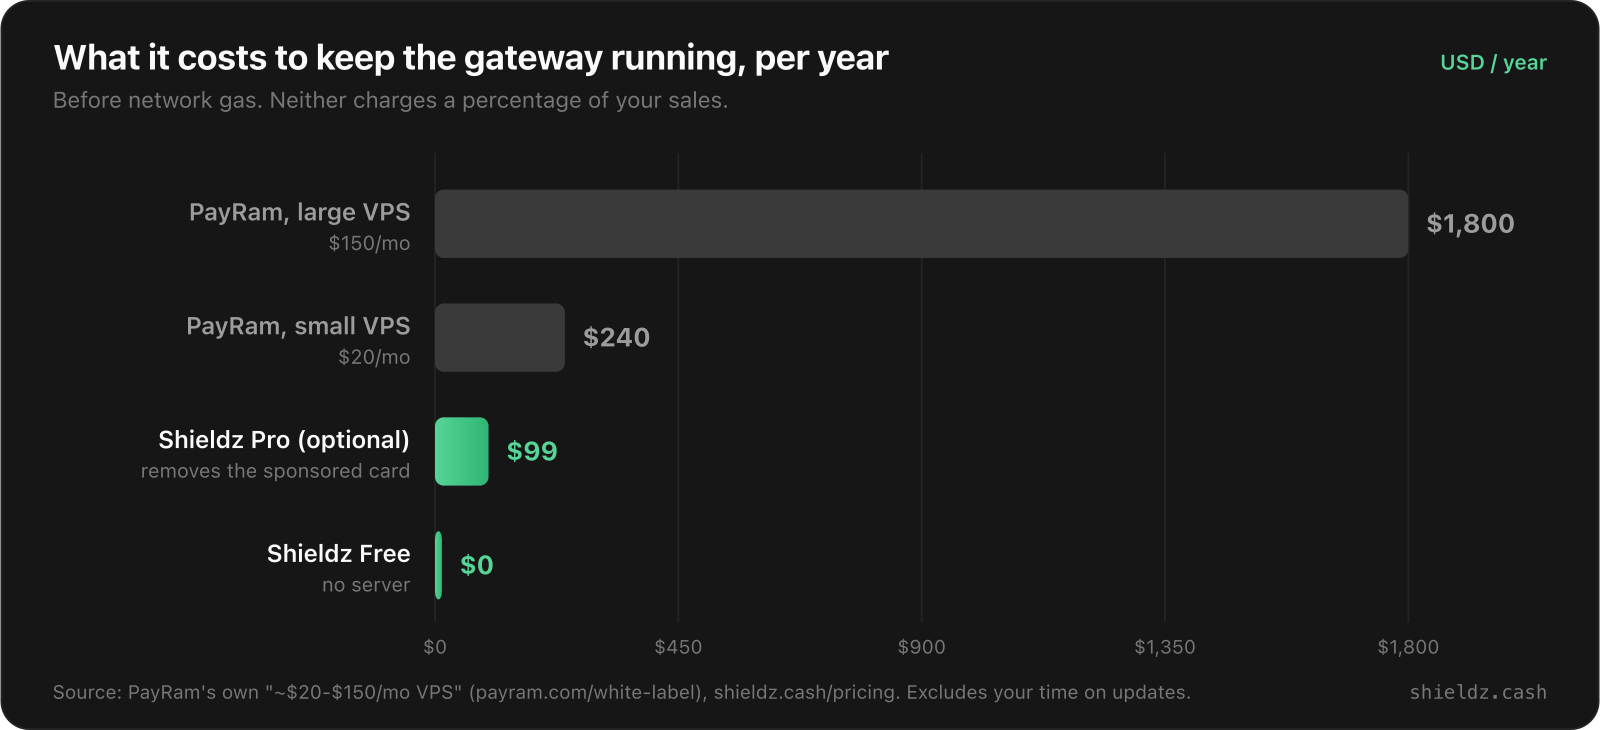 What it costs to keep the gateway running, per year
USD / year
Before network gas. Neither charges a percentage of your sales.
PayRam, large VPS
$150/mo
$1,800
PayRam, small VPS
$20/mo
$240
Shieldz Pro (optional)
removes the sponsored card
$99
Shieldz Free
no server
$0
$0 $450 $900 $1,350 $1,800
Source: PayRam's own "~$20-$150/mo VPS" (payram.com/white-label), shieldz.cash/pricing. Excludes your time on updates.
shieldz.cash